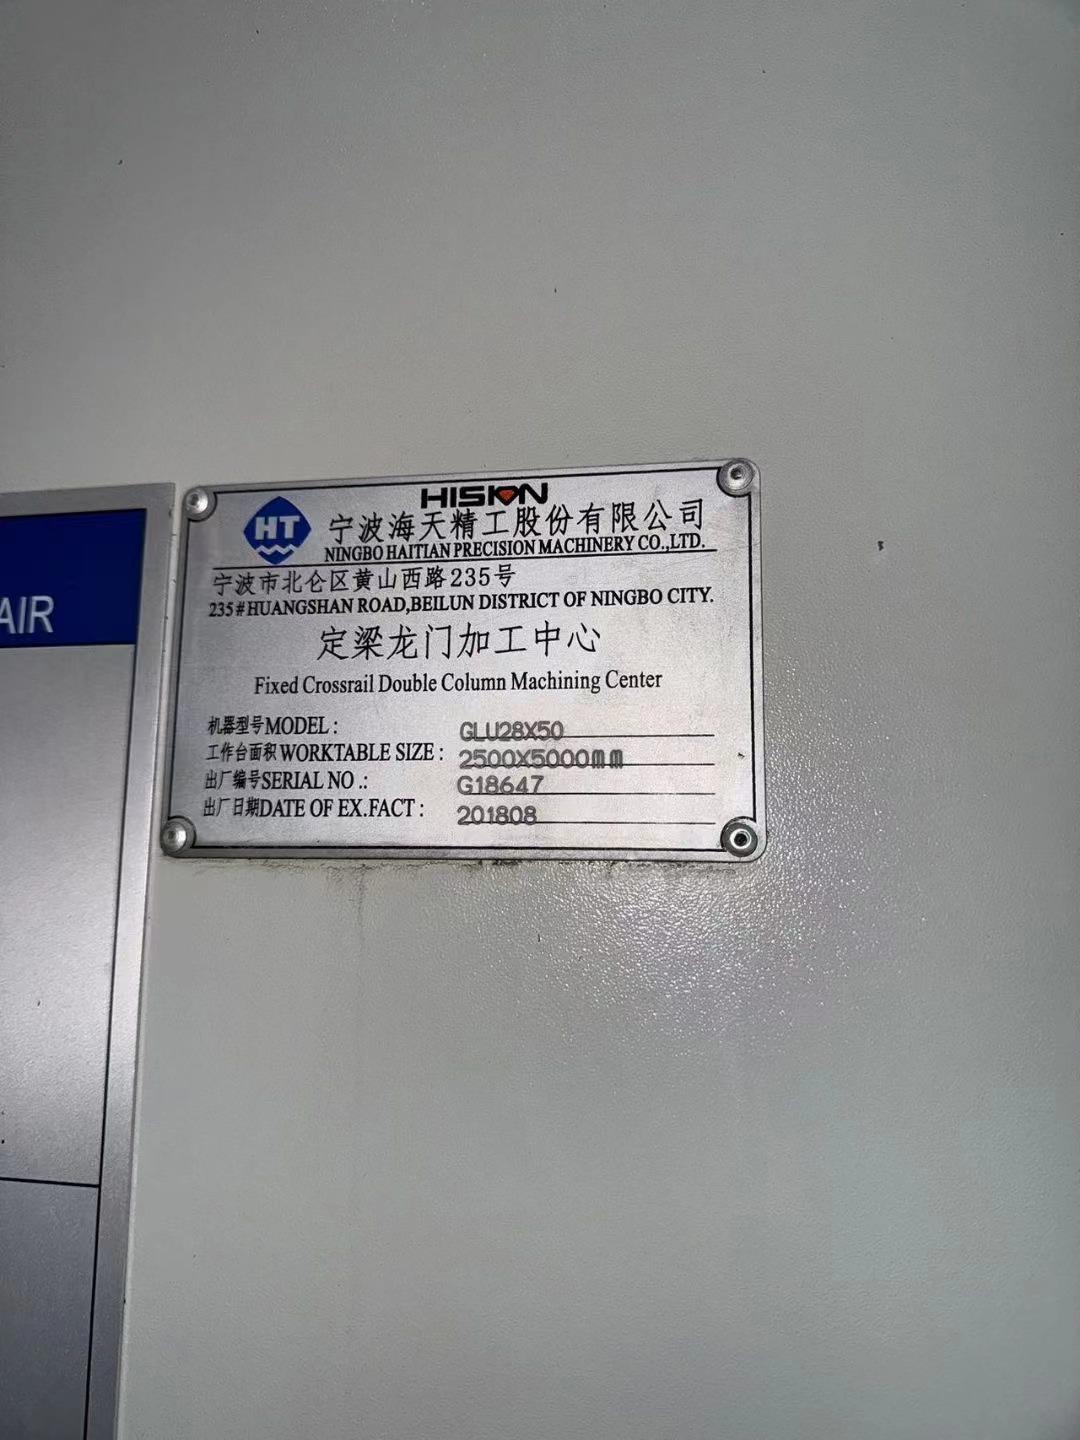 AIR
HISION
HT
宁波海天精工股份有限公司
NINGBO HAITIAN PRECISION MACHINERY CO.,LTD.
宁波市北仑区黄山西路235号
235#HUANGSHAN ROAD,BEILUN DISTRICT OF NINGBO CITY.
定梁龙门加工中心
Fixed Crossrail Double Column Machining Center
机器型号MODEL: GLU28X50
工作台面积WORKTABLE SIZE: 2500X5000mm
出厂编号SERIAL NO.: G18647
出厂日期DATE OF EX.FACT: 201808